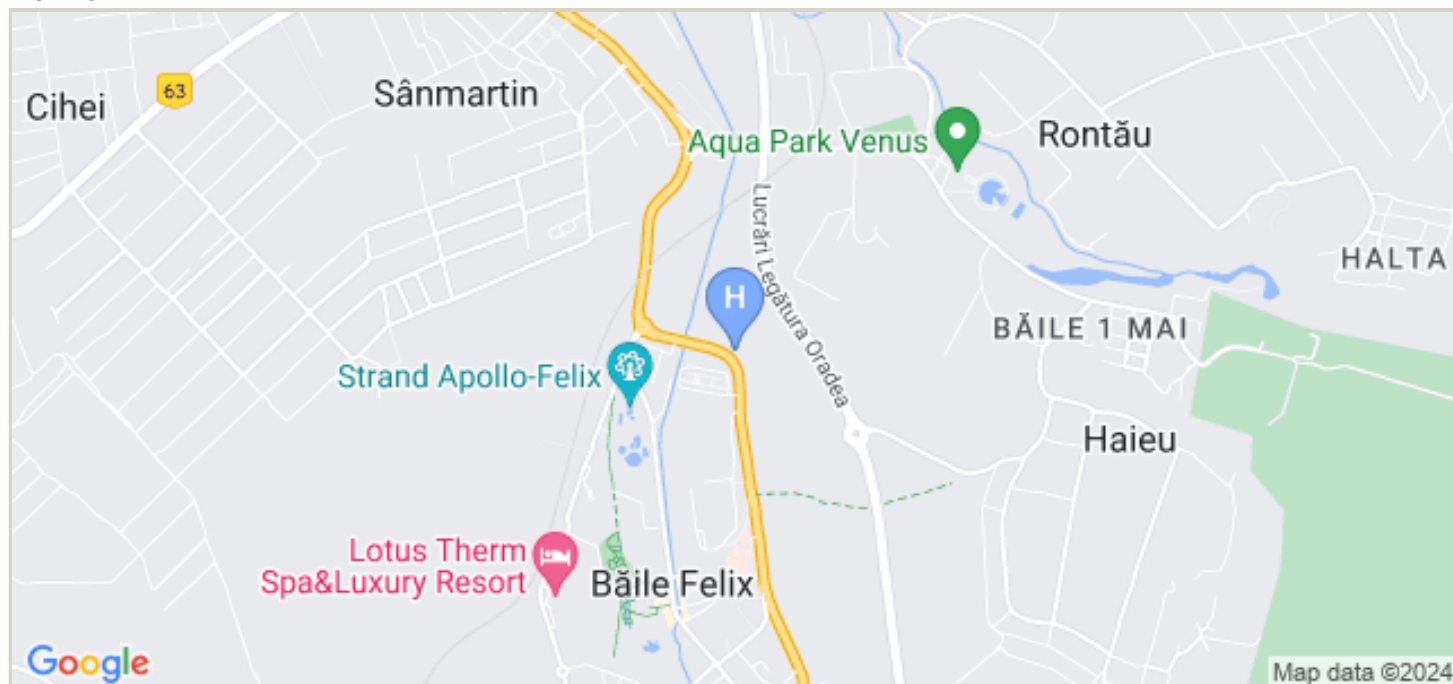 Cihei
63
Sânmartin
Aqua Park Venus
Rontău
Lucrări Legătura Oradea
HALTA
H
BĂILE 1 MAI
Strand Apollo-Felix
Haieu
Lotus Therm
Spa&Luxury Resort
Băile Felix
Google
Map data ©2024